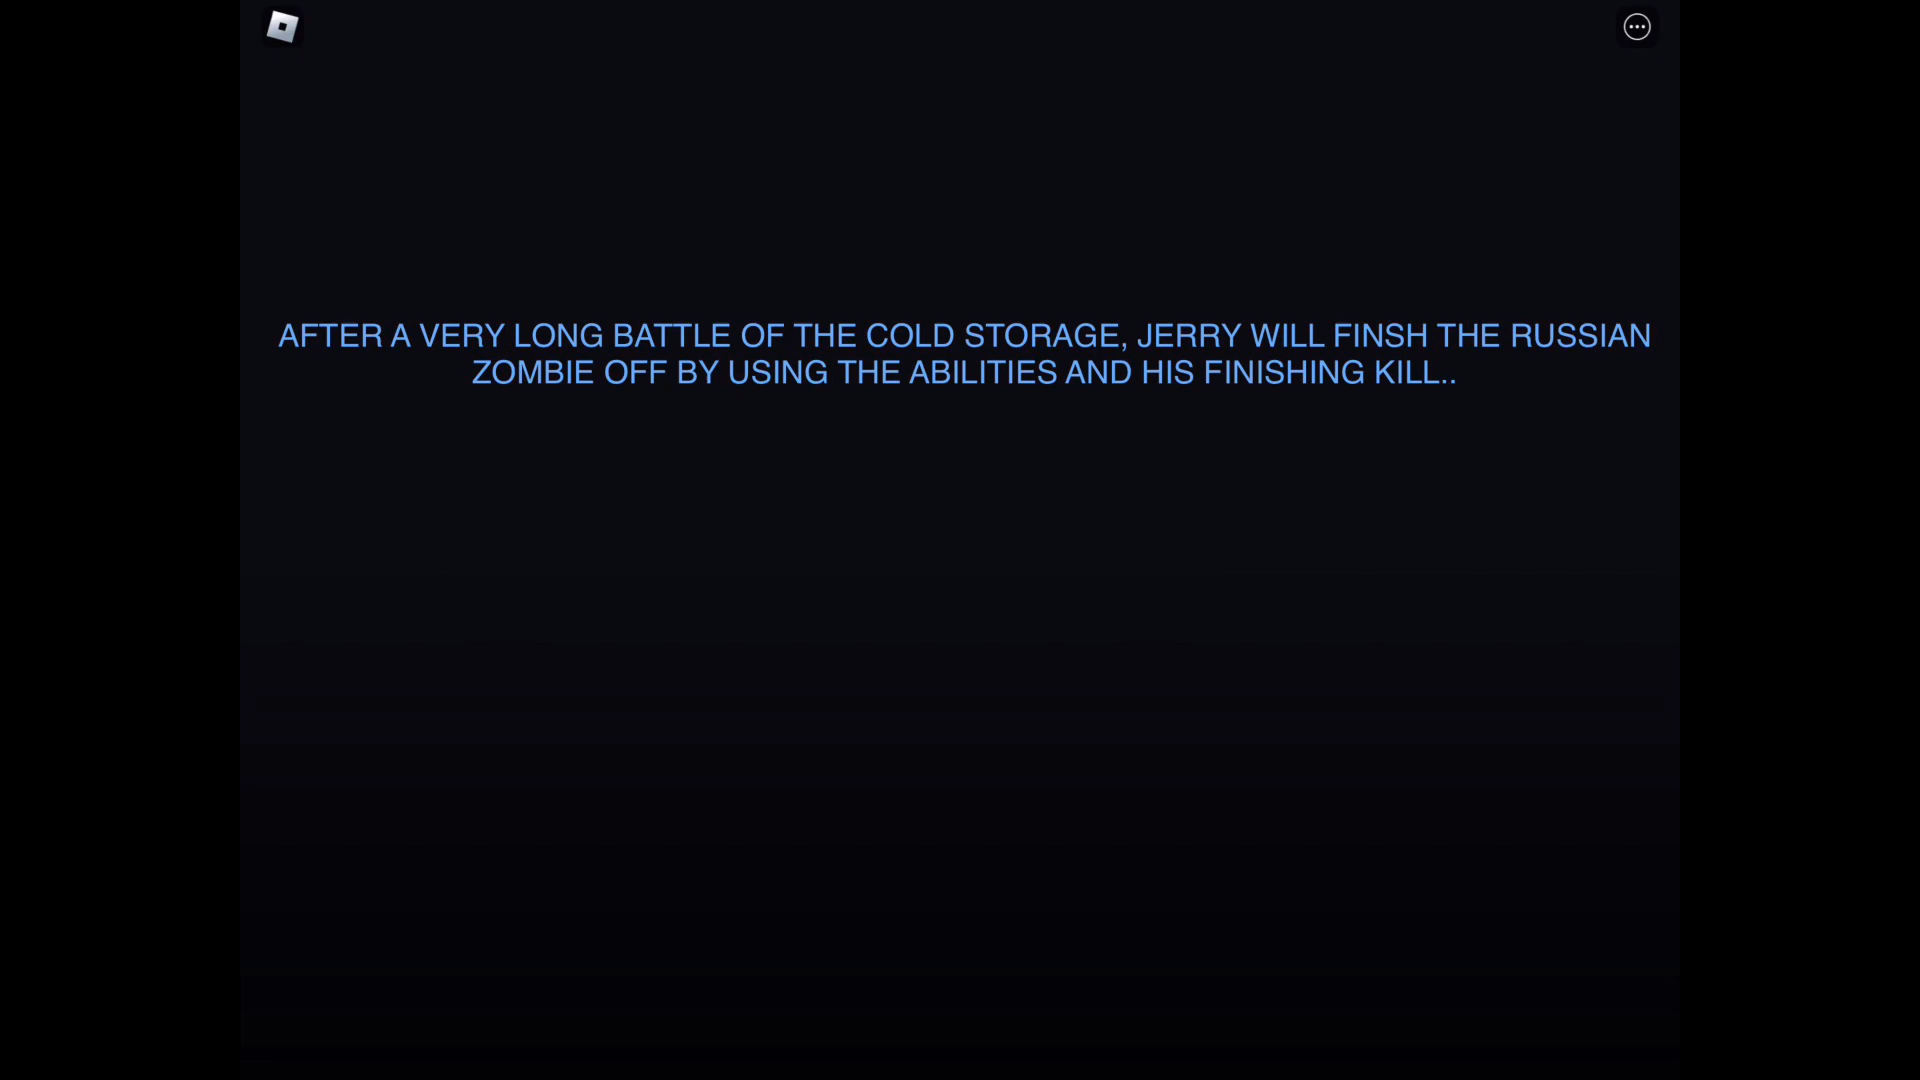 AFTER A VERY LONG BATTLE OF THE COLD STORAGE, JERRY WILL FINSH THE RUSSIAN
ZOMBIE OFF BY USING THE ABILITIES AND HIS FINISHING KILL..